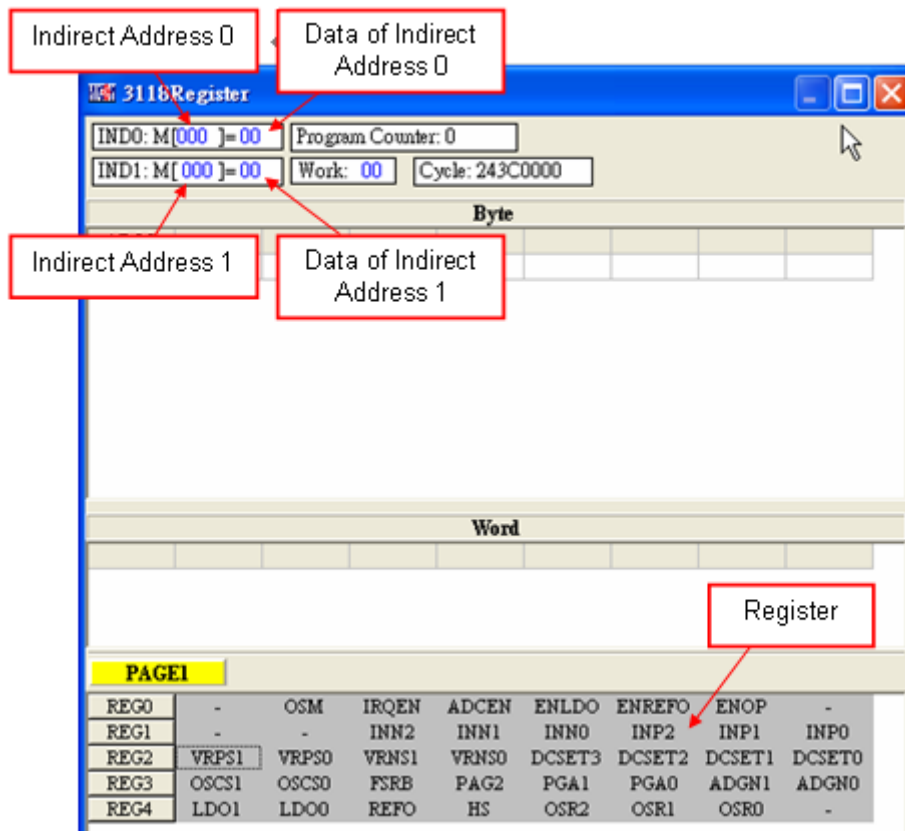 Indirect Address 0
Data of Indirect
Address 0
3118Register
IND0: M[000 ]= 00 Program Counter: 0
IND1: M[ 000 ]= 00 Work: 00 Cycle: 243C0000
Byte
Indirect Address 1
Data of Indirect
Address 1
Word
Register
PAGE1
REG0 - OSM IRQEN ADCEN ENLDO ENREFO ENOP -
REG1 - - INN2 INN1 INN0 INP2 INP1 INP0
REG2 VRPS1 VRPS0 VRNS1 VRNS0 DCSET3 DCSET2 DCSET1 DCSET0
REG3 OSCS1 OSCS0 FSRB PAG2 PGA1 PGA0 ADGN1 ADGN0
REG4 LDO1 LDO0 REFO HS OSR2 OSR1 OSR0 -